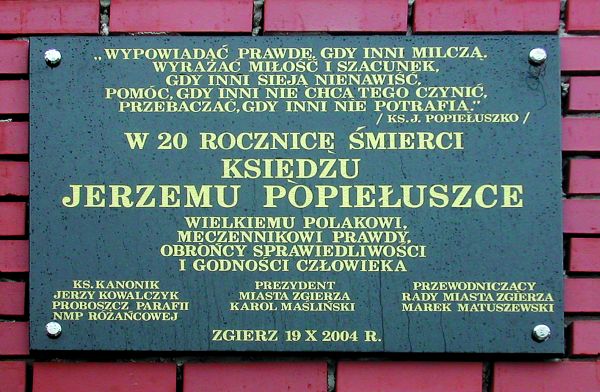 „WYPOWIADAĆ PRAWDĘ, GDY INNI MILCZĄ,
WYRAŻAĆ MIŁOŚĆ I SZACUNEK,
GDY INNI SIEJĄ NIENAWIŚĆ,
POMÓC, GDY INNI NIE CHCĄ TEGO CZYNIĆ,
PRZEBACZAĆ, GDY INNI NIE POTRAFIĄ.”
/ KS. J. POPIEŁUSZKO /
W 20 ROCZNICĘ ŚMIERCI
KSIĘDZU
JERZEMU POPIEŁUSZCE
WIELKIEMU POLAKOWI,
MĘCZENNIKOWI PRAWDY,
OBROŃCY SPRAWIEDLIWOŚCI
I GODNOŚCI CZŁOWIEKA
KS. KANONIK
JERZY KOWALCZYK
PROBOSZCZ PARAFII
NMP RÓŻAŃCOWEJ
PREZYDENT
MIASTA ZGIERZA
KAROL MAŚLIŃSKI
PRZEWODNICZĄCY
RADY MIASTA ZGIERZA
MAREK MATUSZEWSKI
ZGIERZ 19 X 2004 R.